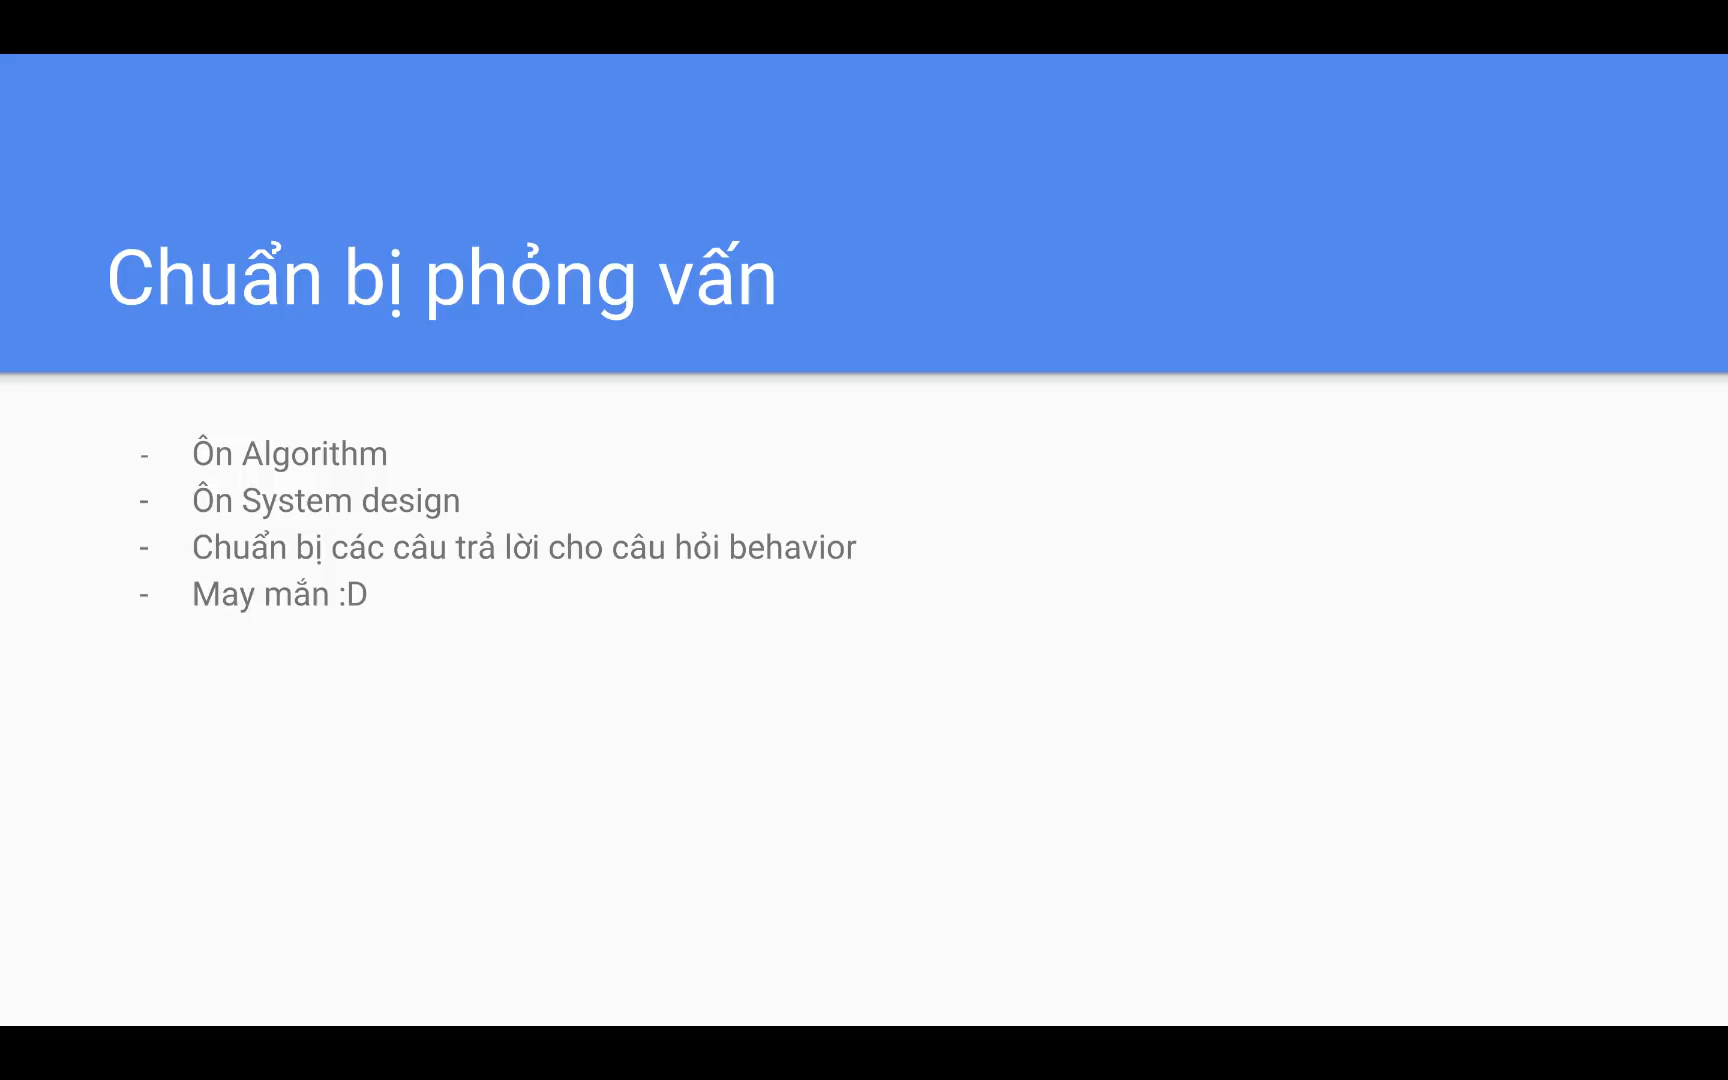 Chuẩn bị phỏng vấn
- Ôn Algorithm
- Ôn System design
- Chuẩn bị các câu trả lời cho câu hỏi behavior
- May mắn :D